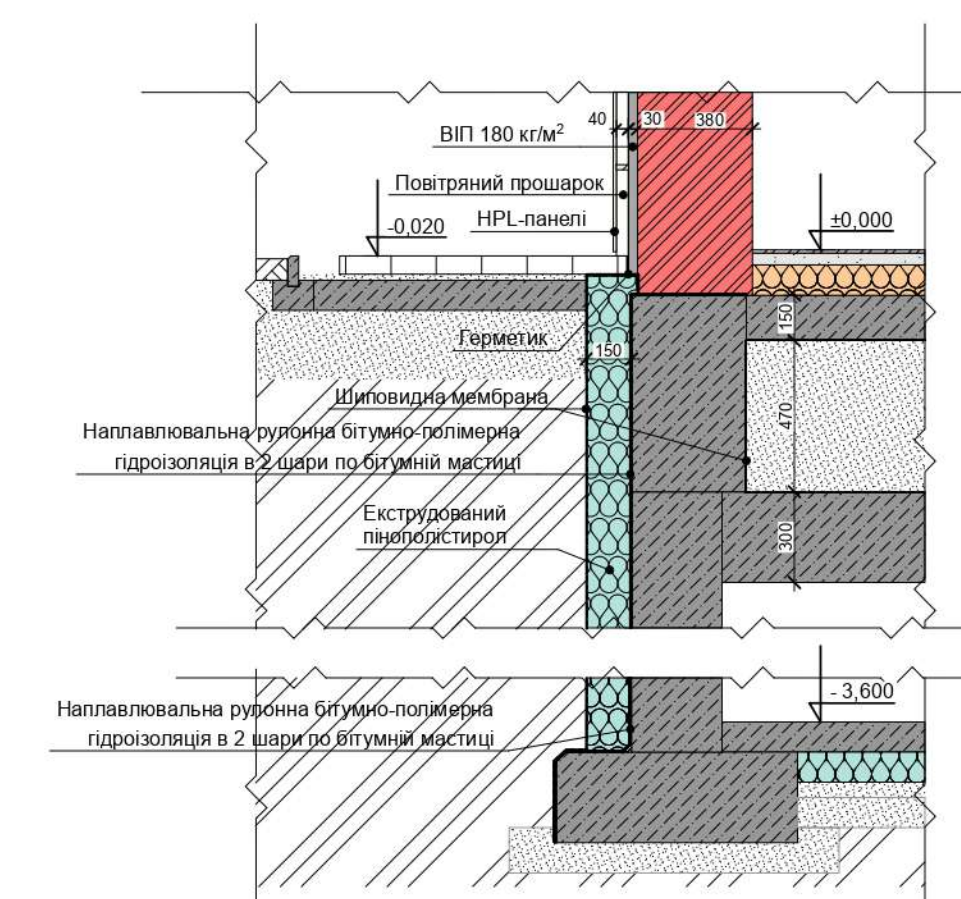 40
30
380
ВІП 180 кг/м²
Повітряний прошарок
-0,020
HPL-панелі
±0,000
150
Герметик
150
Шиповидна мембрана
470
Наплавлювальна рулонна бітумно-полімерна
гідроізоляція в 2 шари по бітумній мастиці
Екструдований
пінополістирол
300
- 3,600
Наплавлювальна рулонна бітумно-полімерна
гідроізоляція в 2 шари по бітумній мастиці